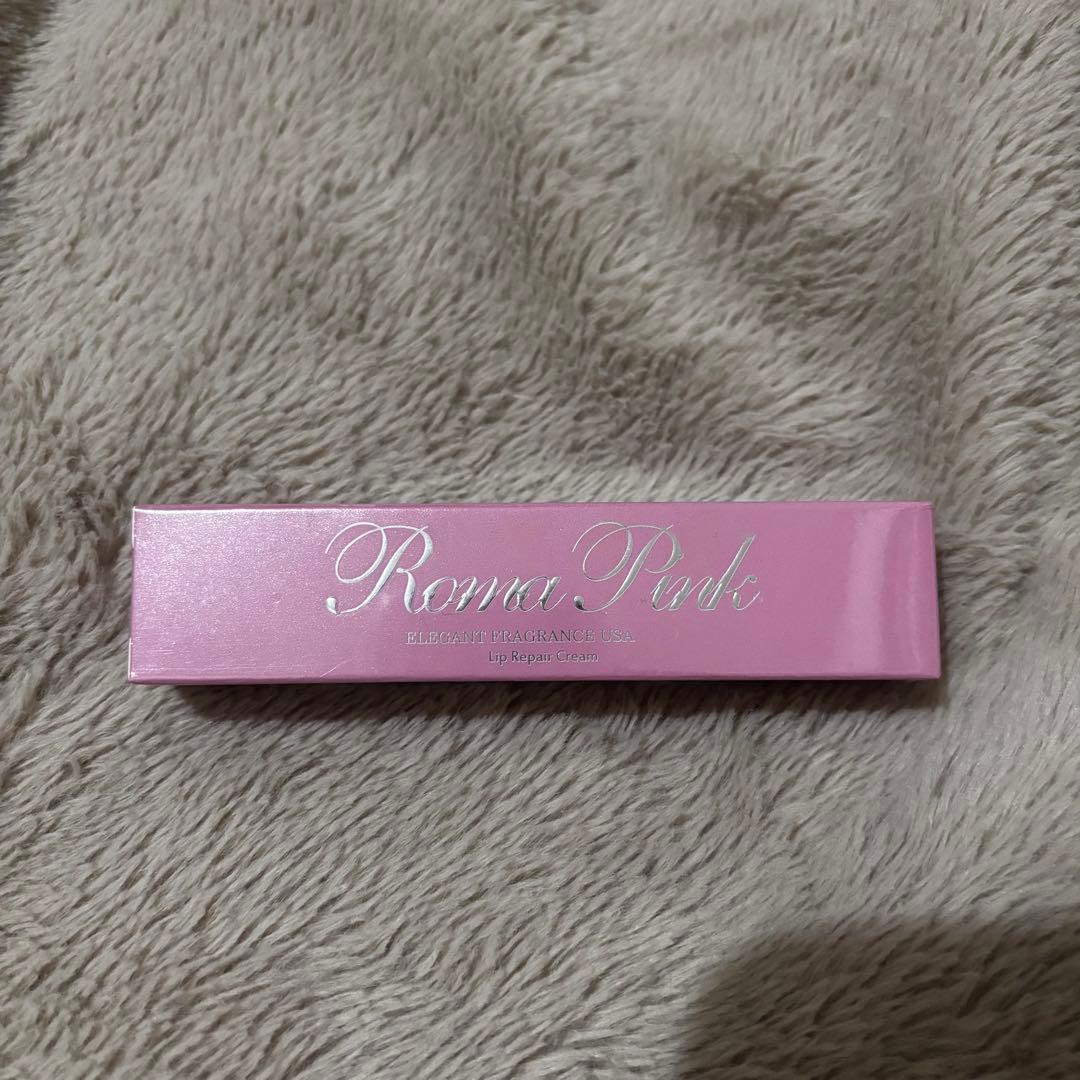 Roma Pink
ELEGANT FRAGRANCE USA
Lip Repair Cream